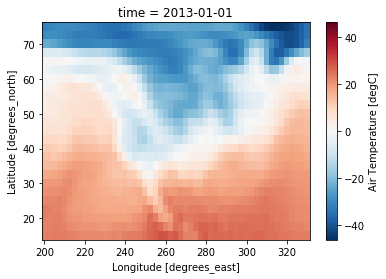 time = 2013-01-01
70
60
50
40
30
20
200 220 240 260 280 300 320
Longitude [degrees_east]
Latitude [degrees_north]
40
20
0
−20
−40
Air Temperature [degC]